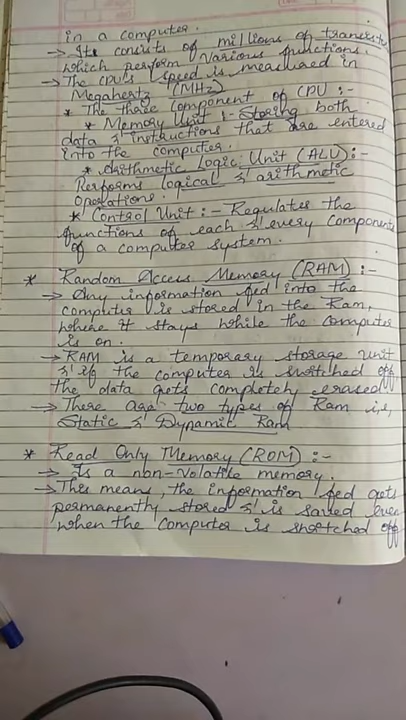 in a computer.
→ Its consists of millions of transist
which perform various functions.
→ The CPU's speed is measured in
Megahertz (MHz)
* The three component of CPU :-
* Memory Unit :- Storing both
data & instructions that are entered
into the computer.
* Arithmetic Logic Unit (ALU):-
Performs logical & arithmetic
operations.
* Control Unit :- Regulates the
functions of each & every component
of a computer system.
* Random Access Memory (RAM) :-
→ Any information fed into the
computer is stored in the Ram,
where it stays while the computer
is on.
→ RAM is a temporary storage unit
& if the computer is switched off
the data gets completely erased.
→ There are two types of Ram i.e,
Static & Dynamic Ram
* Read Only Memory (ROM) :-
→ Is a non-volatile memory.
→ This means, the information fed gets
permanently stored & is saved even
when the computer is switched off